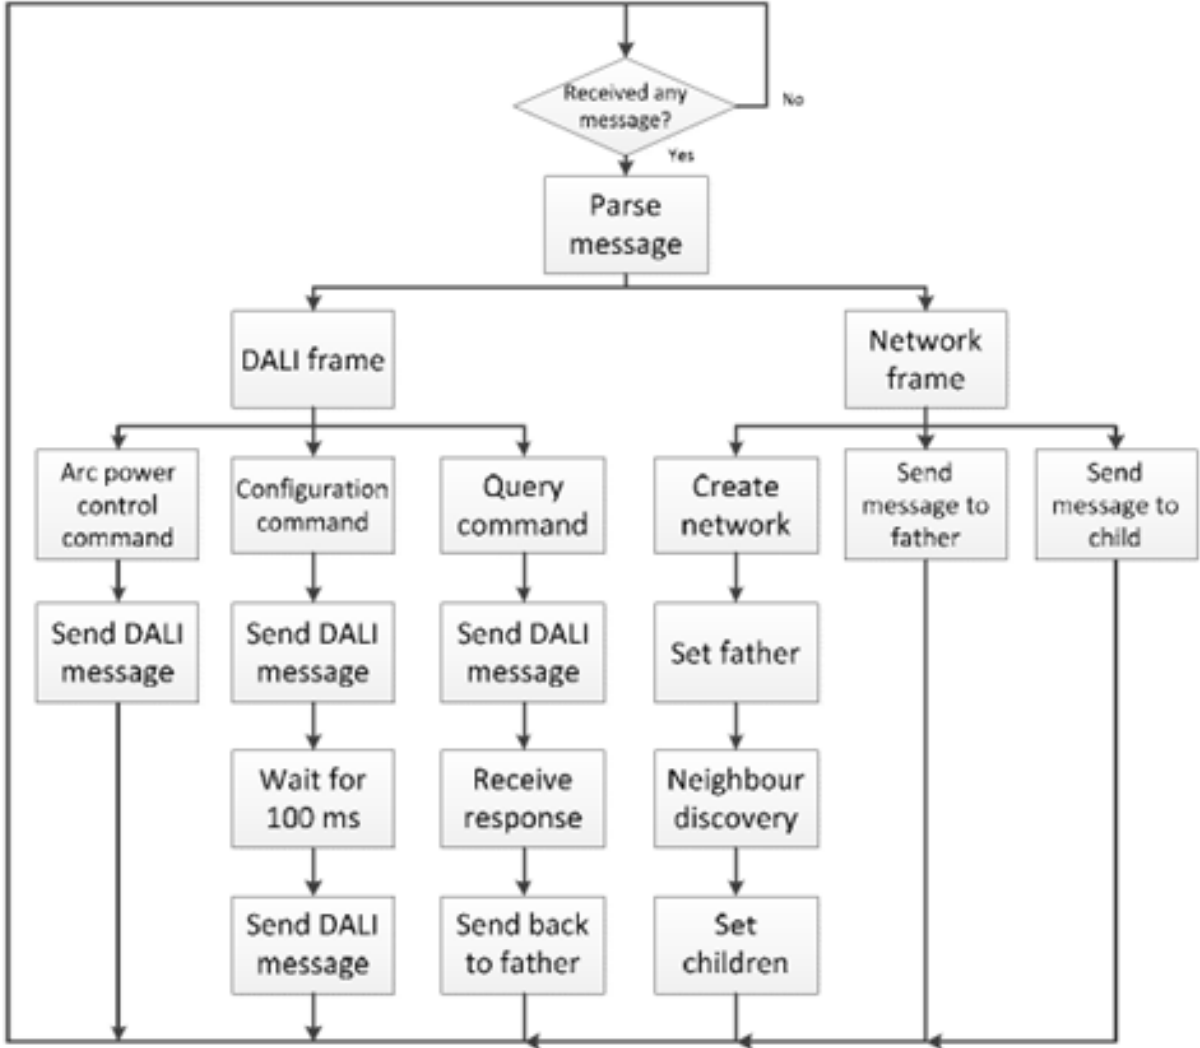 Received any
message?
No
Yes
Parse
message
DALI frame
Network
frame
Arc power
control
command
Configuration
command
Query
command
Create
network
Send
message to
father
Send
message to
child
Send DALI
message
Send DALI
message
Send DALI
message
Set father
Wait for
100 ms
Receive
response
Neighbour
discovery
Send DALI
message
Send back
to father
Set
children